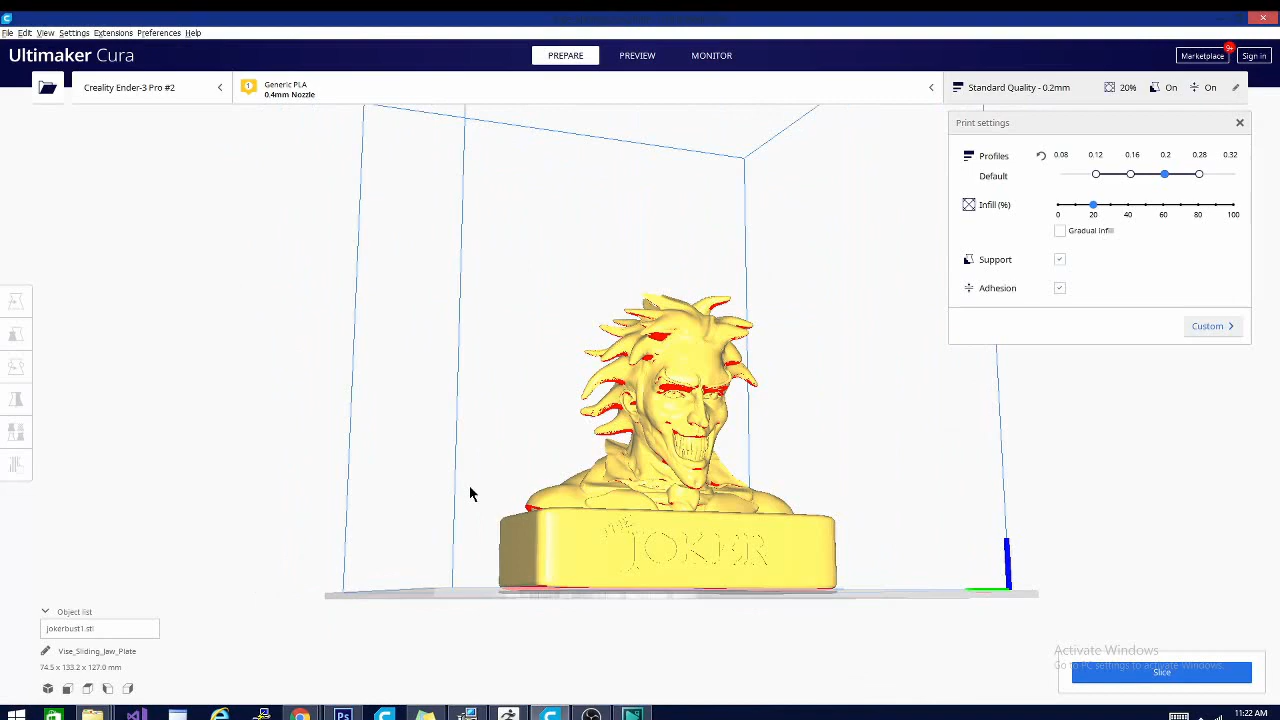 File Edit View Settings Extensions Preferences Help
Ultimaker Cura
PREPARE PREVIEW MONITOR
9+
Marketplace Sign in
Creality Ender-3 Pro #2
1
Generic PLA
0.4mm Nozzle
Standard Quality - 0.2mm 20% On On
Print settings
Profiles 0.08 0.12 0.16 0.2 0.28 0.32
Default
Infill (%)
0 20 40 60 80 100
Gradual infill
Support
Adhesion
Custom
THE
JOKER
Object list
jokerbust1.stl
Vise_Sliding_Jaw_Plate
74.5 x 133.2 x 127.0 mm
Activate Windows
Go to PC settings to activate Windows.
Slice
11:22 AM